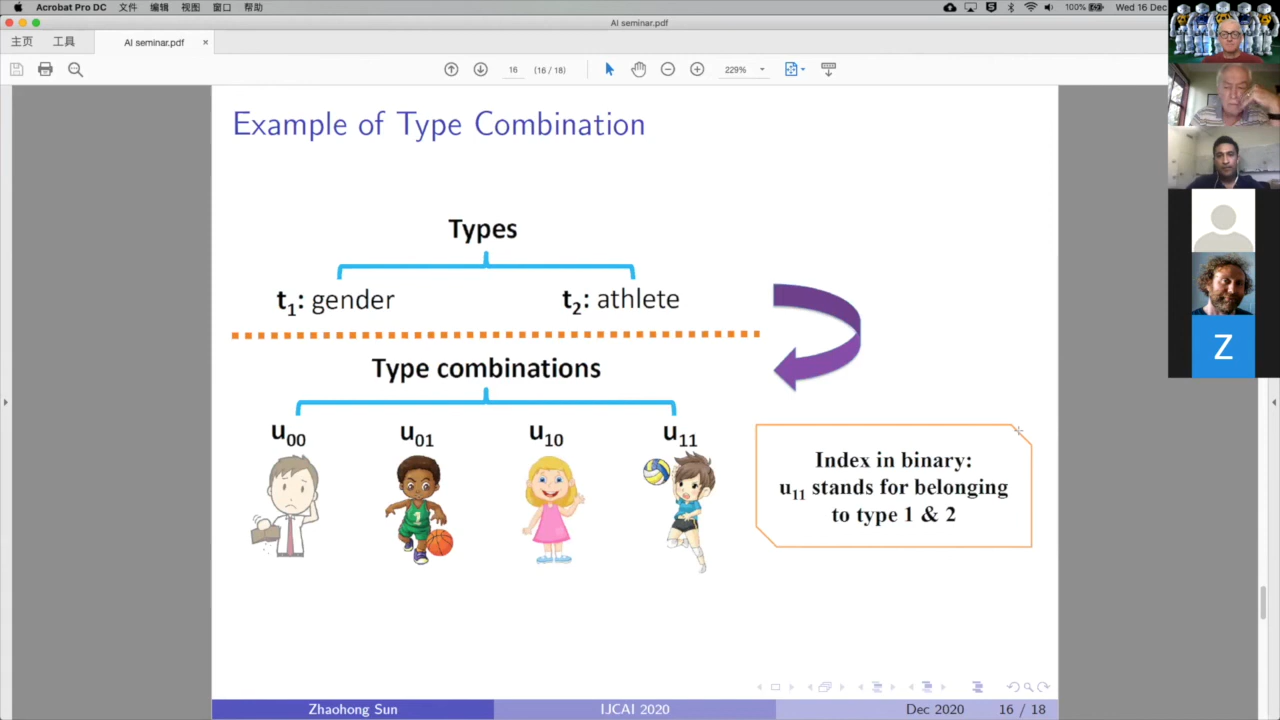 Acrobat Pro DC 文件 编辑 视图 窗口 帮助 100% Wed 16 Dec
AI seminar.pdf
主页 工具 AI seminar.pdf ×
16 (16 / 18) 229%
Example of Type Combination
Types
t1: gender t2: athlete
Type combinations
u00 u01 u10 u11
Index in binary:
u11 stands for belonging
to type 1 & 2
Z
Zhaohong Sun IJCAI 2020 Dec 2020 16 / 18